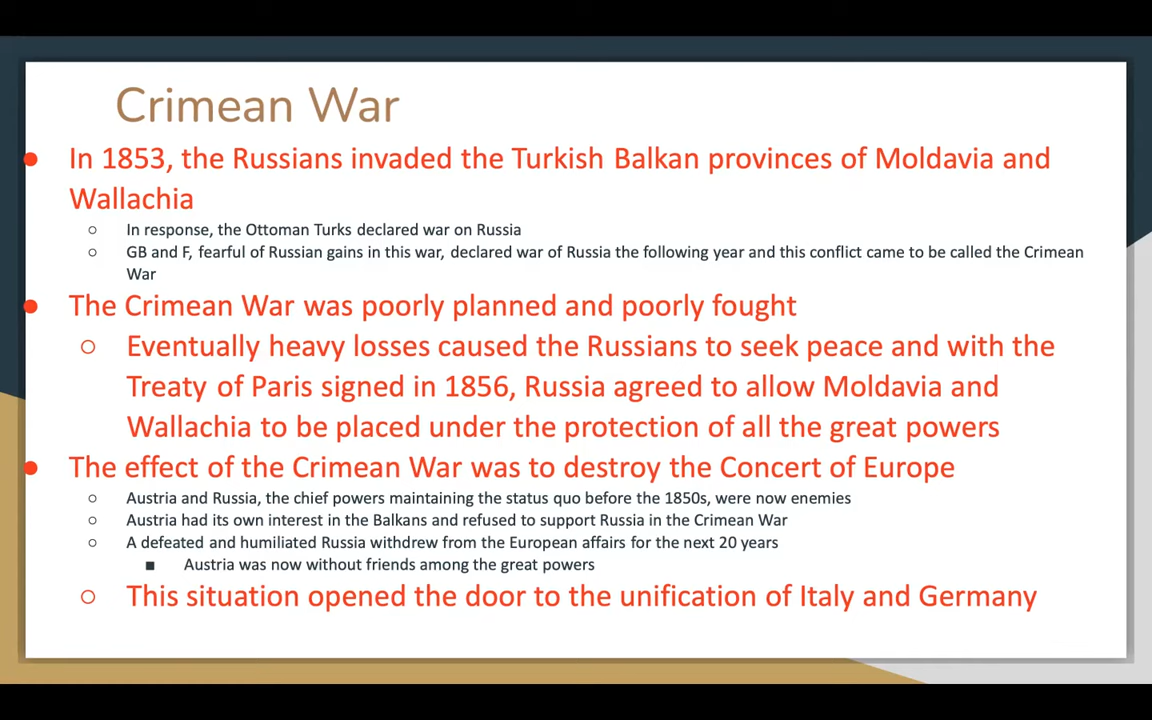 Crimean War
● In 1853, the Russians invaded the Turkish Balkan provinces of Moldavia and
Wallachia
○ In response, the Ottoman Turks declared war on Russia
○ GB and F, fearful of Russian gains in this war, declared war of Russia the following year and this conflict came to be called the Crimean
War
● The Crimean War was poorly planned and poorly fought
○ Eventually heavy losses caused the Russians to seek peace and with the
Treaty of Paris signed in 1856, Russia agreed to allow Moldavia and
Wallachia to be placed under the protection of all the great powers
● The effect of the Crimean War was to destroy the Concert of Europe
○ Austria and Russia, the chief powers maintaining the status quo before the 1850s, were now enemies
○ Austria had its own interest in the Balkans and refused to support Russia in the Crimean War
○ A defeated and humiliated Russia withdrew from the European affairs for the next 20 years
■ Austria was now without friends among the great powers
○ This situation opened the door to the unification of Italy and Germany